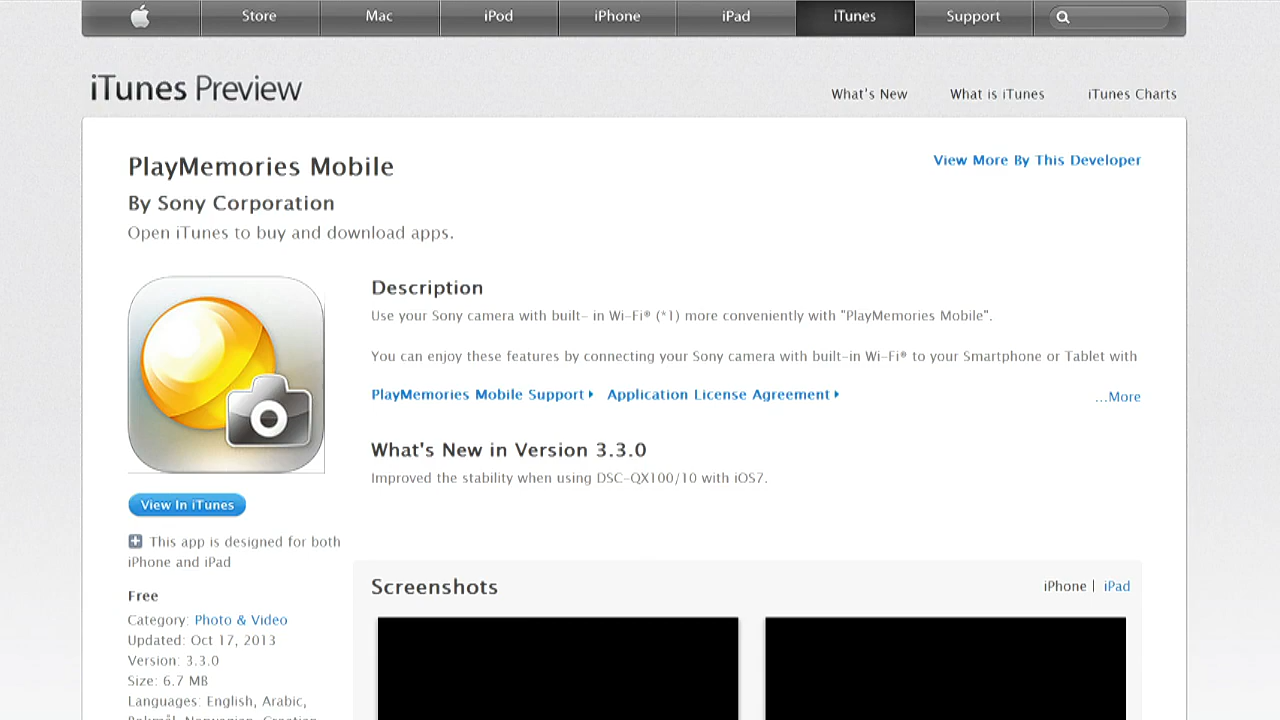 Store Mac iPod iPhone iPad iTunes Support
iTunes Preview
What's New What is iTunes iTunes Charts
PlayMemories Mobile
View More By This Developer
By Sony Corporation
Open iTunes to buy and download apps.
Description
Use your Sony camera with built- in Wi-Fi® (*1) more conveniently with "PlayMemories Mobile".
You can enjoy these features by connecting your Sony camera with built-in Wi-Fi® to your Smartphone or Tablet with
PlayMemories Mobile Support Application License Agreement
...More
What's New in Version 3.3.0
Improved the stability when using DSC-QX100/10 with iOS7.
View In iTunes
This app is designed for both
iPhone and iPad
Free
Category: Photo & Video
Updated: Oct 17, 2013
Version: 3.3.0
Size: 6.7 MB
Languages: English, Arabic,
Bokmål, Norwegian, Croatian
Screenshots
iPhone | iPad